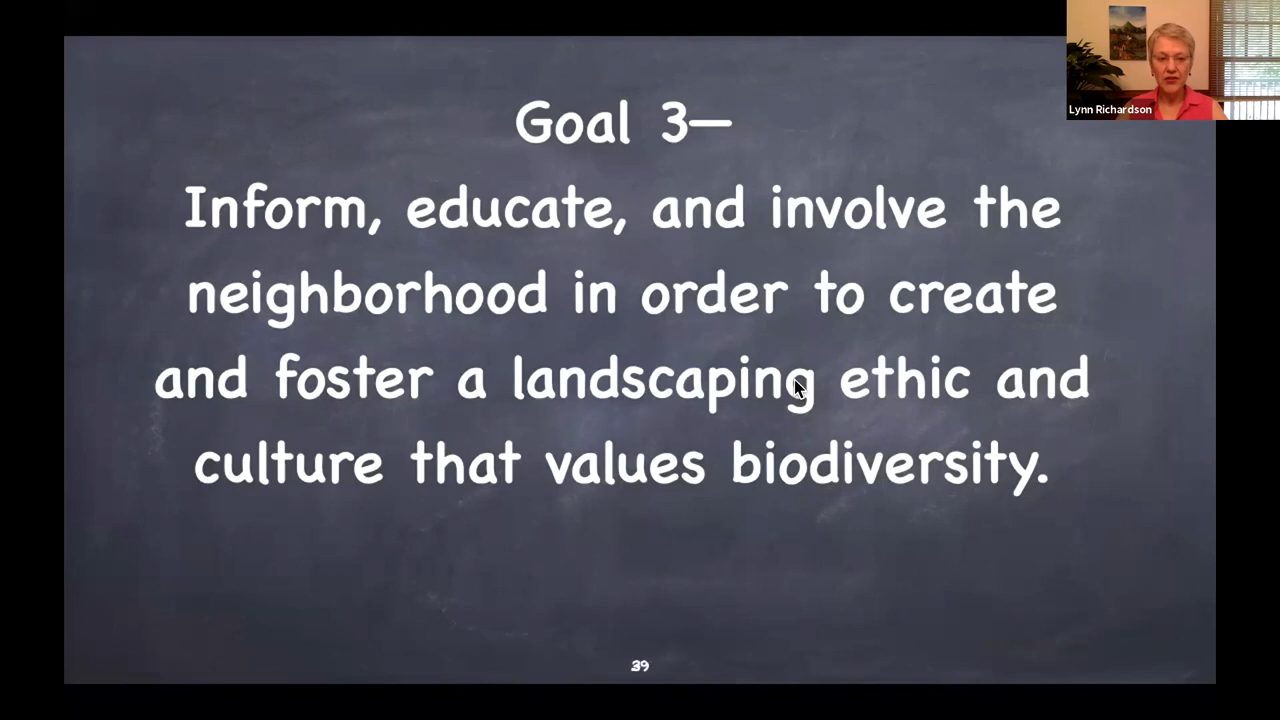 Goal 3—
Inform, educate, and involve the
neighborhood in order to create
and foster a landscaping ethic and
culture that values biodiversity.
39
Lynn Richardson